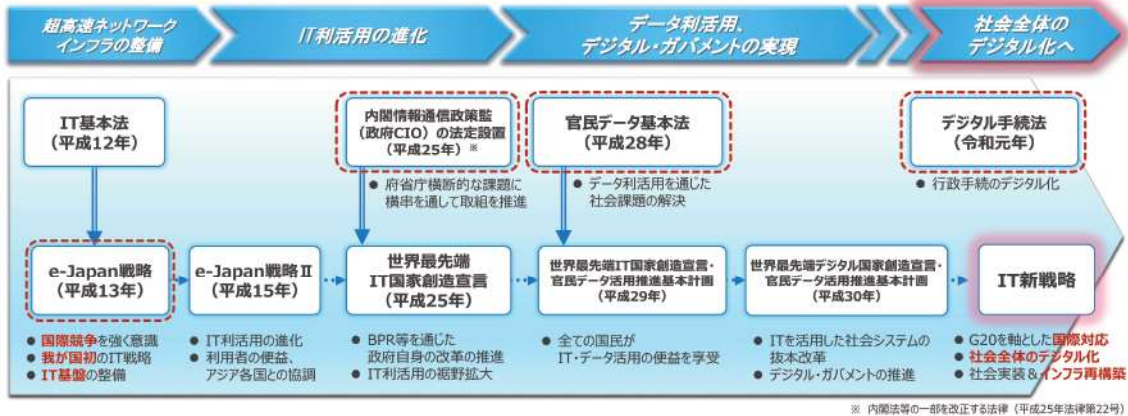 超高速ネットワーク
インフラの整備
IT利活用の進化
データ利活用、
デジタル・ガバメントの実現
社会全体の
デジタル化へ
IT基本法
(平成12年)
内閣情報通信政策監
(政府CIO)の法定設置
(平成25年)※
● 府省庁横断的な課題に
横串を通して取組を推進
官民データ基本法
(平成28年)
● データ利活用を通じた
社会課題の解決
デジタル手続法
(令和元年)
● 行政手続のデジタル化
e-Japan戦略
(平成13年)
● 国際競争を強く意識
● 我が国初のIT戦略
● IT基盤の整備
e-Japan戦略Ⅱ
(平成15年)
● IT利活用の進化
● 利用者の便益、
アジア各国との協調
世界最先端
IT国家創造宣言
(平成25年)
● BPR等を通じた
政府自身の改革の推進
● IT利活用の裾野拡大
世界最先端IT国家創造宣言・
官民データ活用推進基本計画
(平成29年)
● 全ての国民が
IT・データ活用の便益を享受
世界最先端デジタル国家創造宣言・
官民データ活用推進基本計画
(平成30年)
● ITを活用した社会システムの
抜本改革
● デジタル・ガバメントの推進
IT新戦略
● G20を軸とした国際対応
● 社会全体のデジタル化
● 社会実装&インフラ再構築
※ 内閣法等の一部を改正する法律(平成25年法律第22号)